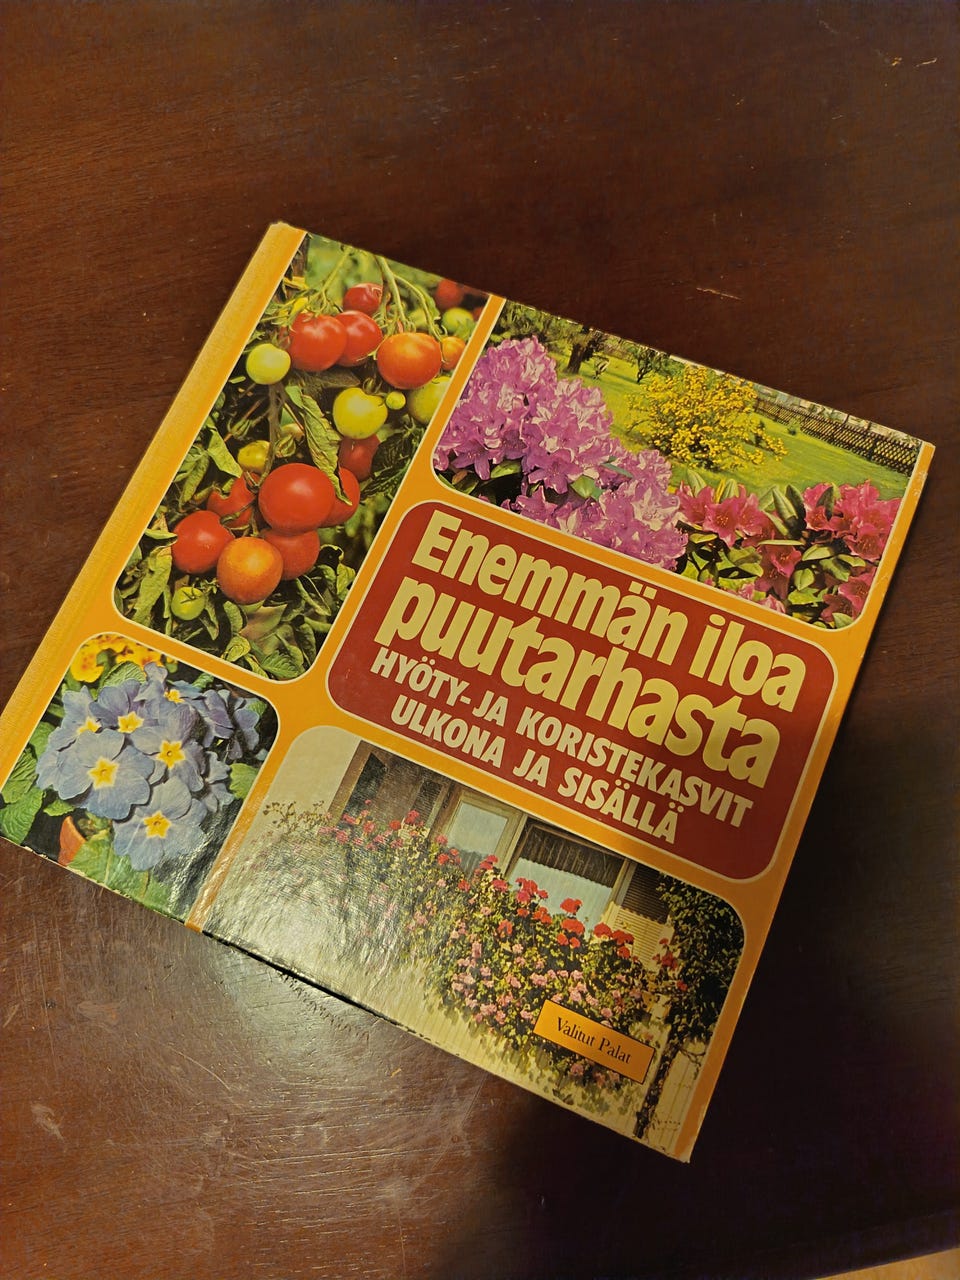 Enemmän iloa
puutarhasta
HYÖTY- JA KORISTEKASVIT
ULKONA JA SISÄLLÄ
Valitut Palat